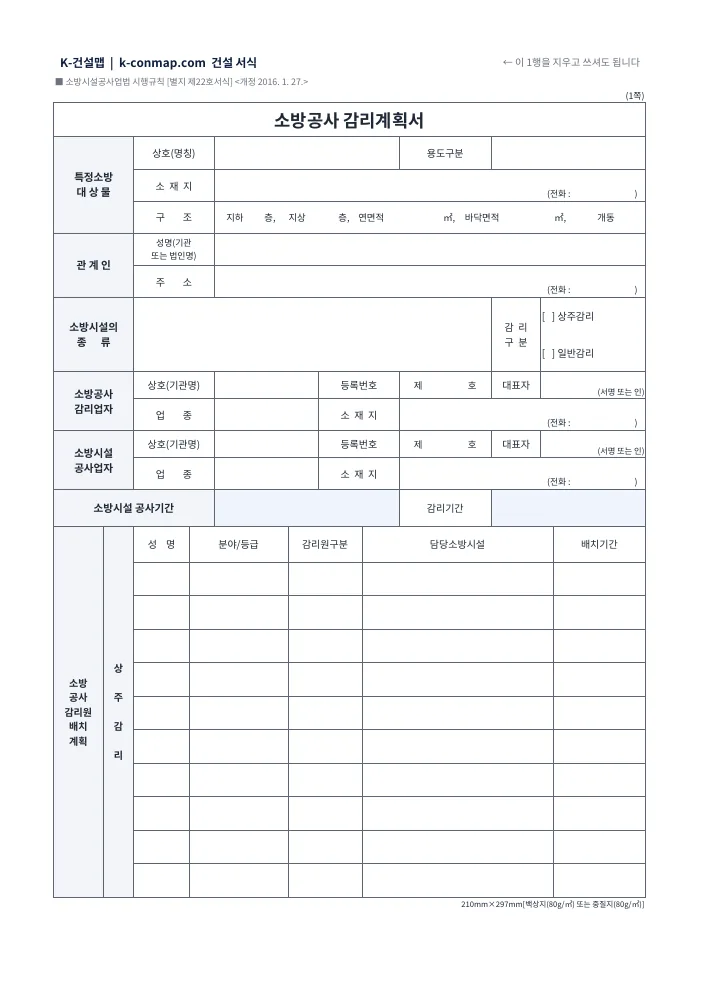 K-건설맵 | k-conmap.com 건설 서식
← 이 1행을 지우고 쓰셔도 됩니다
■ 소방시설공사업법 시행규칙 [별지 제22호서식] <개정 2016. 1. 27.>
(1쪽)
소방공사 감리계획서
특정소방
대 상 물
상호(명칭)
용도구분
소 재 지
(전화 : )
구 조
지하 층, 지상 층, 연면적 ㎡, 바닥면적 ㎡, 개동
관 계 인
성명(기관
또는 법인명)
주 소
(전화 : )
소방시설의
종 류
감 리
구 분
[ ] 상주감리
[ ] 일반감리
소방공사
감리업자
상호(기관명)
등록번호
제 호
대표자
(서명 또는 인)
업 종
소 재 지
(전화 : )
소방시설
공사업자
상호(기관명)
등록번호
제 호
대표자
(서명 또는 인)
업 종
소 재 지
(전화 : )
소방시설 공사기간
감리기간
소방
공사
감리원
배치
계획
상
주
감
리
성 명
분야/등급
감리원구분
담당소방시설
배치기간
210mm×297mm[백상지(80g/㎡) 또는 중질지(80g/㎡)]